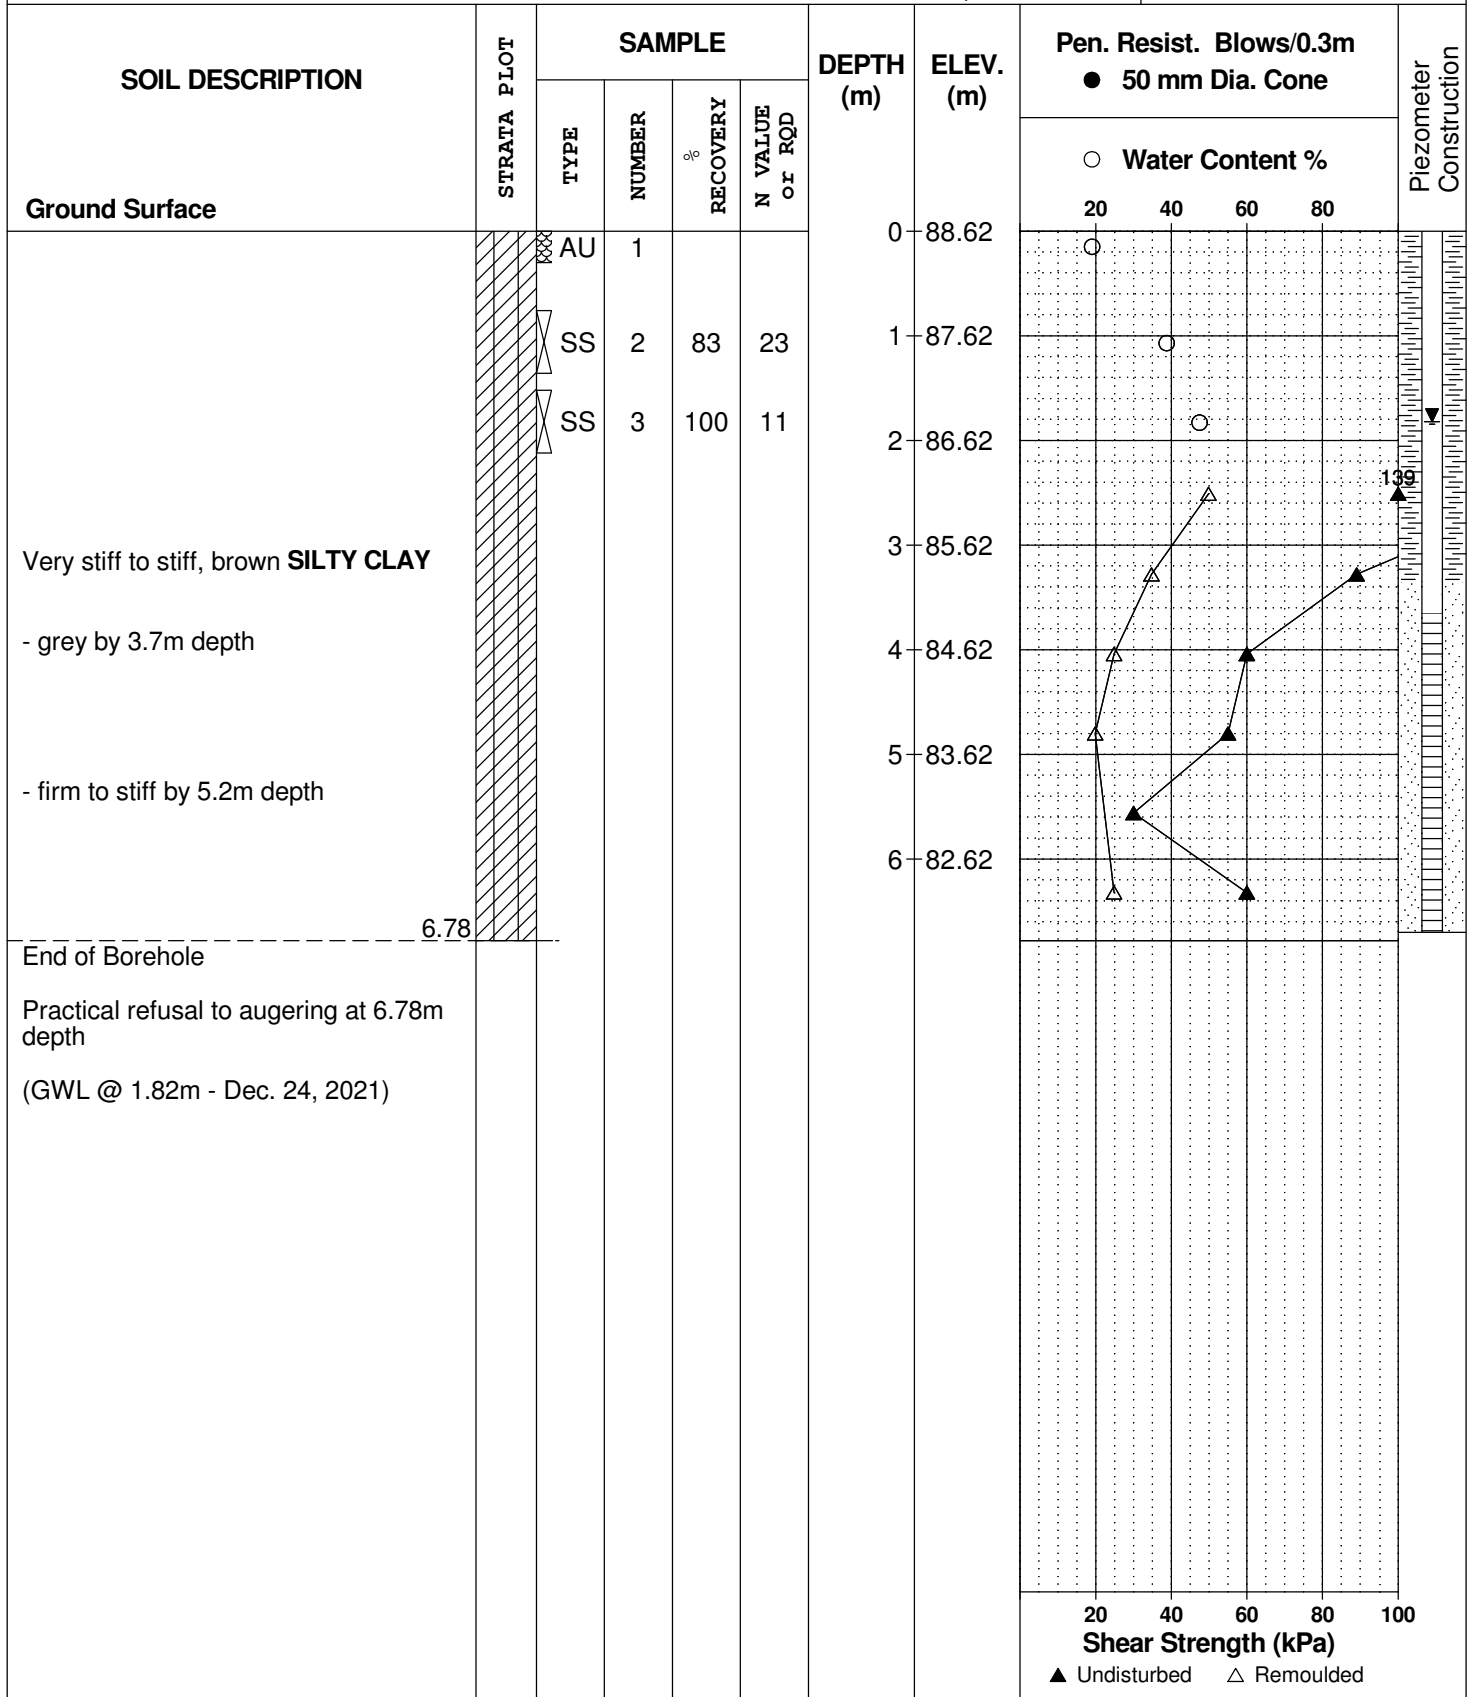 SOIL DESCRIPTION
Ground Surface
STRATA PLOT
SAMPLE
TYPE
NUMBER
% RECOVERY
N VALUE or RQD
DEPTH (m)
ELEV. (m)
Pen. Resist. Blows/0.3m
● 50 mm Dia. Cone
○ Water Content %
20 40 60 80
Piezometer Construction
0 88.62
AU 1
SS 2 83 23
1 87.62
SS 3 100 11
2 86.62
139
3 85.62
Very stiff to stiff, brown SILTY CLAY
- grey by 3.7m depth
4 84.62
5 83.62
- firm to stiff by 5.2m depth
6 82.62
6.78
End of Borehole
Practical refusal to augering at 6.78m
depth
(GWL @ 1.82m - Dec. 24, 2021)
20 40 60 80 100
Shear Strength (kPa)
▲ Undisturbed △ Remoulded